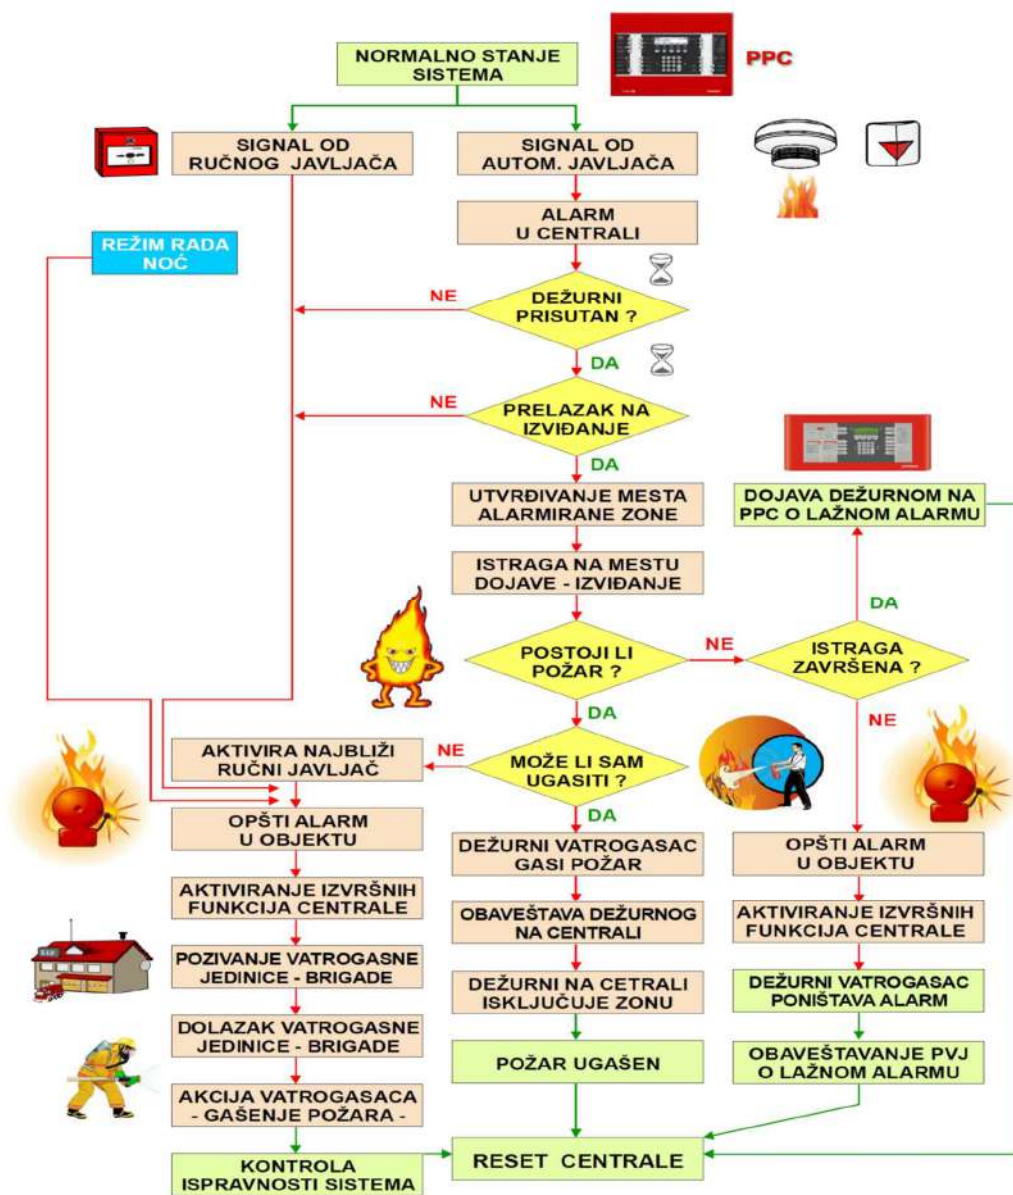 NORMALNO STANJE
SISTEMA
PPC
SIGNAL OD
RUČNOG JAVLJAČA
SIGNAL OD
AUTOM. JAVLJAČA
ALARM
U CENTRALI
REŽIM RADA
NOĆ
NE
DEŽURNI
PRISUTAN ?
DA
NE
PRELAZAK NA
IZVIĐANJE
DA
UTVRĐIVANJE MESTA
ALARMIRANE ZONE
DOJAVA DEŽURNOM NA
PPC O LAŽNOM ALARMU
ISTRAGA NA MESTU
DOJAVE - IZVIĐANJE
DA
POSTOJI LI
POŽAR ?
NE
ISTRAGA
ZAVRŠENA ?
DA
NE
AKTIVIRA NAJBLIŽI
RUČNI JAVLJAČ
NE
MOŽE LI SAM
UGASITI ?
DA
OPŠTI ALARM
U OBJEKTU
DEŽURNI VATROGASAC
GASI POŽAR
OPŠTI ALARM
U OBJEKTU
AKTIVIRANJE IZVRŠNIH
FUNKCIJA CENTRALE
OBAVEŠTAVA DEŽURNOG
NA CENTRALI
AKTIVIRANJE IZVRŠNIH
FUNKCIJA CENTRALE
POZIVANJE VATROGASNE
JEDINICE - BRIGADE
DEŽURNI NA CETRALI
ISKLJUČUJE ZONU
DEŽURNI VATROGASAC
PONIŠTAVA ALARM
DOLAZAK VATROGASNE
JEDINICE - BRIGADE
POŽAR UGAŠEN
OBAVEŠTAVANJE PVJ
O LAŽNOM ALARMU
AKCIJA VATROGASACA
- GAŠENJE POŽARA -
KONTROLA
ISPRAVNOSTI SISTEMA
RESET CENTRALE